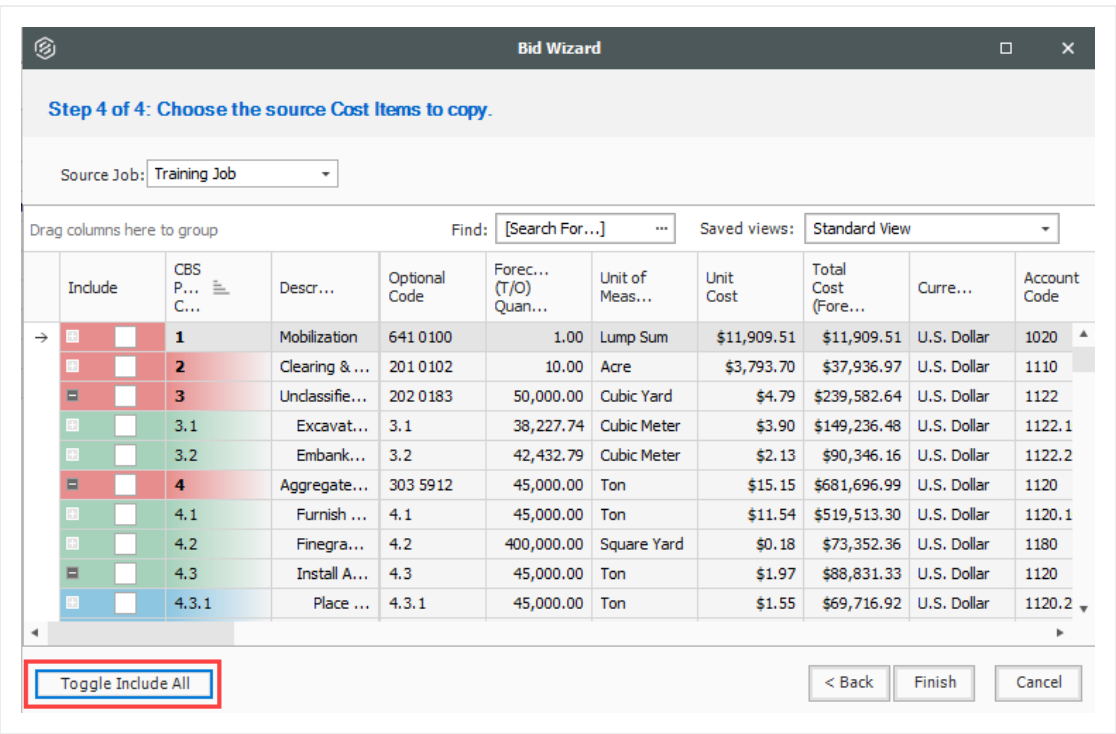 Bid Wizard
Step 4 of 4: Choose the source Cost Items to copy.
Source Job: Training Job
Drag columns here to group Find: [Search For...] ... Saved views: Standard View
Include CBS P... C... Descr... Optional Code Forec... (T/O) Quan... Unit of Meas... Unit Cost Total Cost (Fore... Curre... Account Code
1 Mobilization 641 0100 1.00 Lump Sum $11,909.51 $11,909.51 U.S. Dollar 1020
2 Clearing & ... 201 0102 10.00 Acre $3,793.70 $37,936.97 U.S. Dollar 1110
3 Unclassifie... 202 0183 50,000.00 Cubic Yard $4.79 $239,582.64 U.S. Dollar 1122
3.1 Excavat... 3.1 38,227.74 Cubic Meter $3.90 $149,236.48 U.S. Dollar 1122.1
3.2 Embank... 3.2 42,432.79 Cubic Meter $2.13 $90,346.16 U.S. Dollar 1122.2
4 Aggregate... 303 5912 45,000.00 Ton $15.15 $681,696.99 U.S. Dollar 1120
4.1 Furnish ... 4.1 45,000.00 Ton $11.54 $519,513.30 U.S. Dollar 1120.1
4.2 Finegra... 4.2 400,000.00 Square Yard $0.18 $73,352.36 U.S. Dollar 1180
4.3 Install A... 4.3 45,000.00 Ton $1.97 $88,831.33 U.S. Dollar 1120
4.3.1 Place ... 4.3.1 45,000.00 Ton $1.55 $69,716.92 U.S. Dollar 1120.2
Toggle Include All < Back Finish Cancel